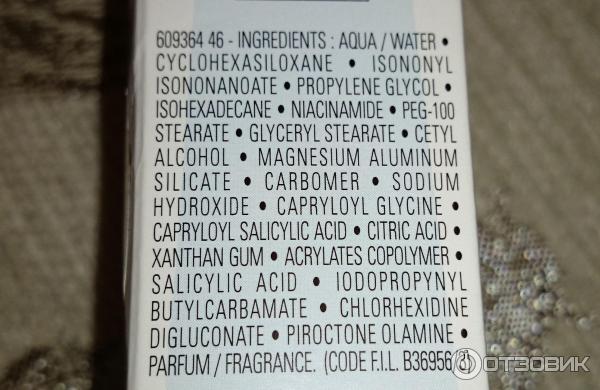 609364 46 - INGREDIENTS : AQUA / WATER •
CYCLOHEXASILOXANE • ISONONYL
ISONONANOATE • PROPYLENE GLYCOL •
ISOHEXADECANE • NIACINAMIDE • PEG-100
STEARATE • GLYCERYL STEARATE • CETYL
ALCOHOL • MAGNESIUM ALUMINUM
SILICATE • CARBOMER • SODIUM
HYDROXIDE • CAPRYLOYL GLYCINE •
CAPRYLOYL SALICYLIC ACID • CITRIC ACID •
XANTHAN GUM • ACRYLATES COPOLYMER •
SALICYLIC ACID • IODOPROPYNYL
BUTYLCARBAMATE • CHLORHEXIDINE
DIGLUCONATE • PIROCTONE OLAMINE •
PARFUM / FRAGRANCE. (CODE F.I.L. B36956/
ОТЗОВИК